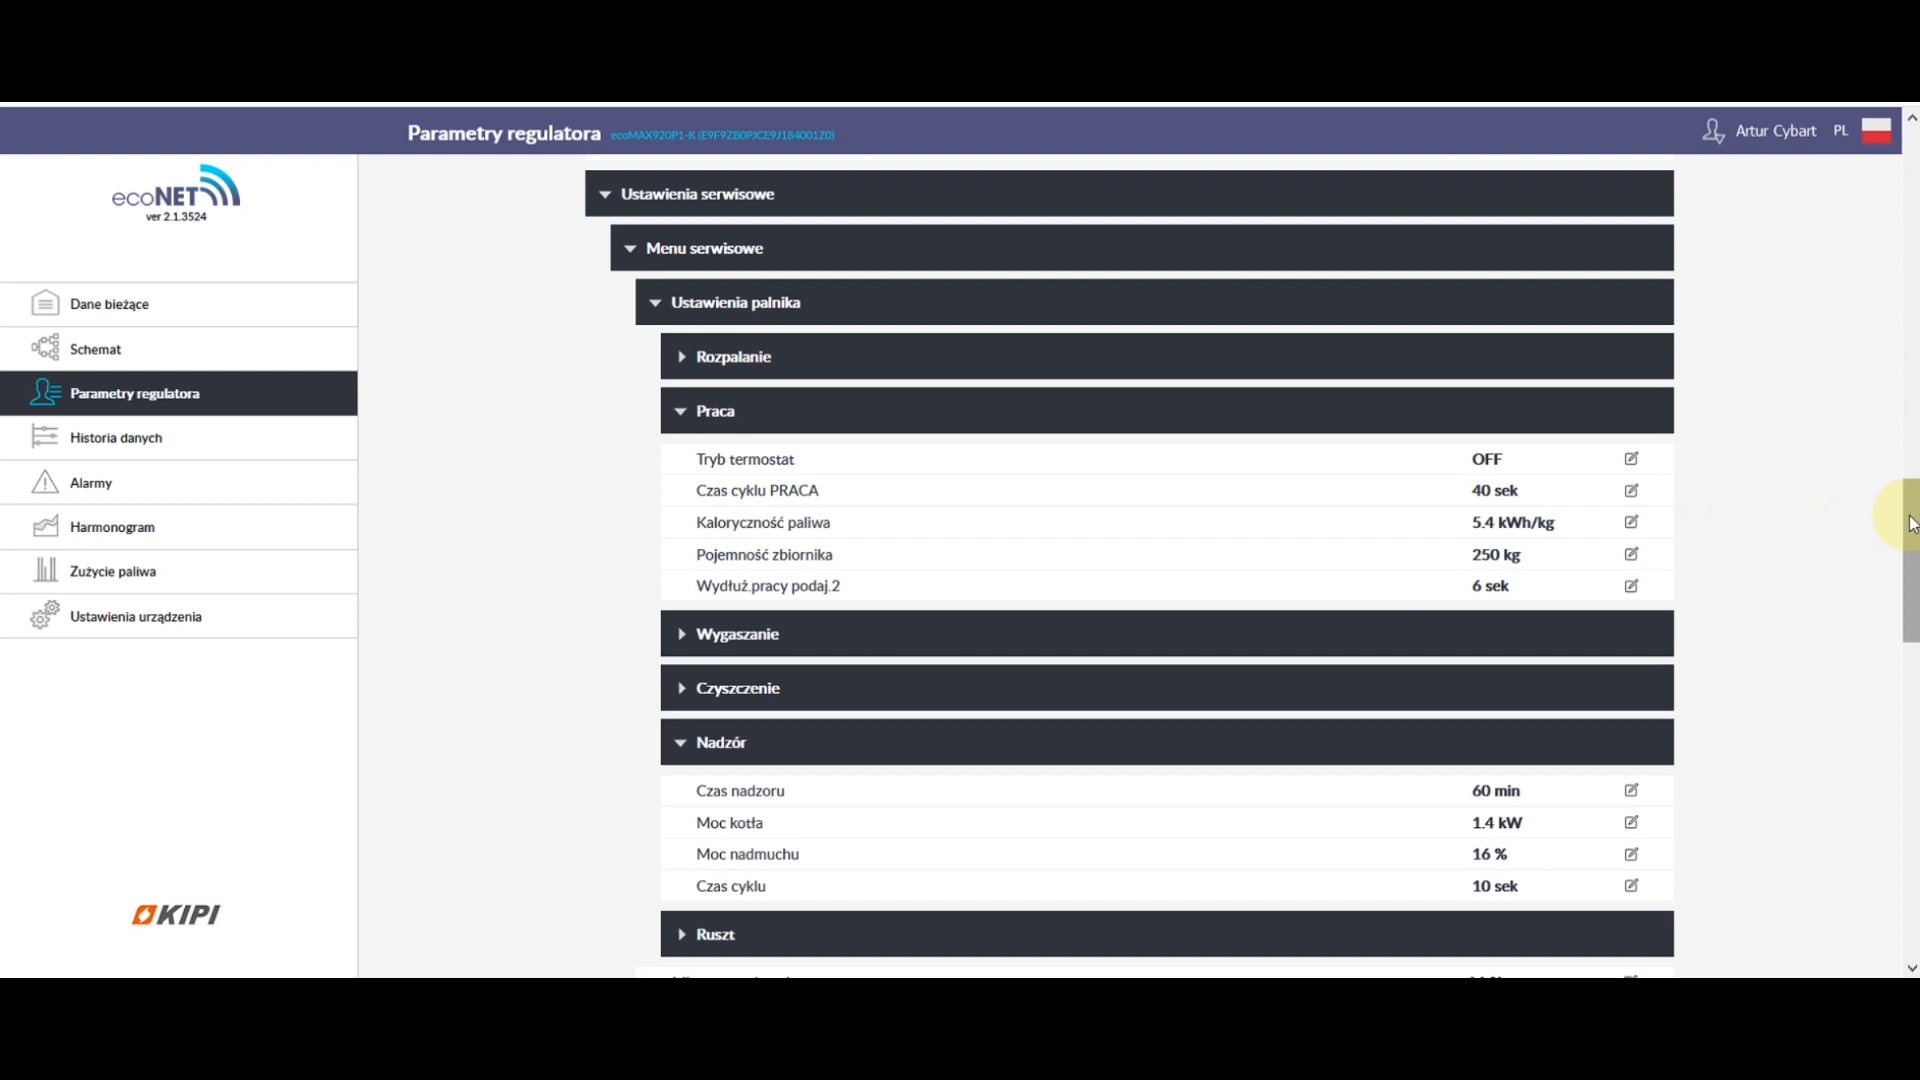 Parametry regulatora ecoMAX920P1-K (E9F9ZB0PJCE9J184001Z0)
Artur Cybart PL
ecoNET
ver 2.1.3524
Dane bieżące
Schemat
Parametry regulatora
Historia danych
Alarmy
Harmonogram
Zużycie paliwa
Ustawienia urządzenia
KIPI
Ustawienia serwisowe
Menu serwisowe
Ustawienia palnika
Rozpalanie
Praca
Tryb termostat OFF
Czas cyklu PRACA 40 sek
Kaloryczność paliwa 5.4 kWh/kg
Pojemność zbiornika 250 kg
Wydłuż.pracy podaj.2 6 sek
Wygaszanie
Czyszczenie
Nadzór
Czas nadzoru 60 min
Moc kotła 1.4 kW
Moc nadmuchu 16 %
Czas cyklu 10 sek
Ruszt